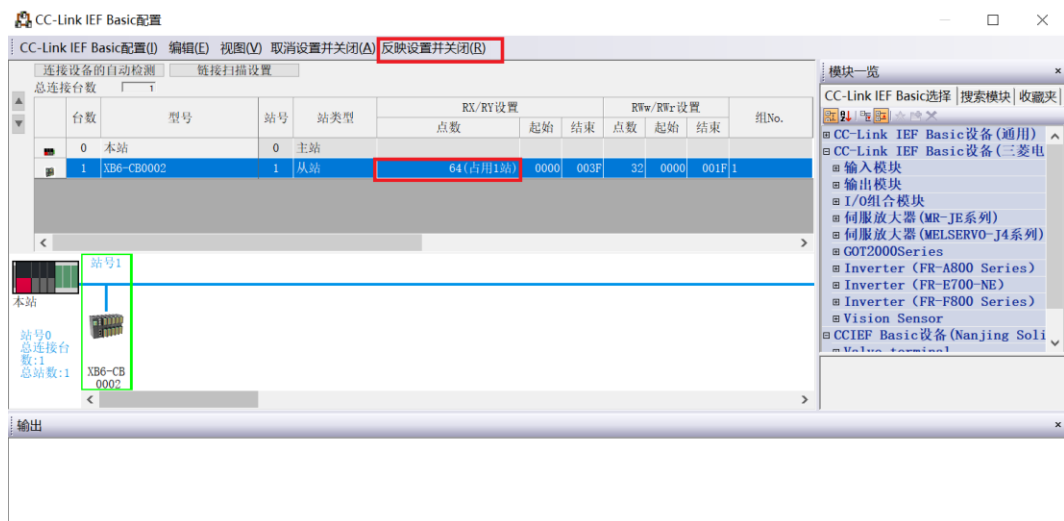 CC-Link IEF Basic配置
CC-Link IEF Basic配置(I) 编辑(E) 视图(V) 取消设置并关闭(A) 反映设置并关闭(R)
连接设备的自动检测 链接扫描设置
总连接台数 1
台数 型号 站号 站类型 RX/RY设置 RWw/RWr设置 组No.
点数 起始 结束 点数 起始 结束
0 本站 0 主站
1 XB6-CB0002 1 从站 64(占用1站) 0000 003F 32 0000 001F 1
站号1
本站
站号0
总连接台
数:1
总站数:1
XB6-CB
0002
模块一览
CC-Link IEF Basic选择 搜索模块 收藏夹
CC-Link IEF Basic设备(通用)
CC-Link IEF Basic设备(三菱电
输入模块
输出模块
I/O组合模块
伺服放大器(MR-JE系列)
伺服放大器(MELSERVO-J4系列)
GOT2000Series
Inverter (FR-A800 Series)
Inverter (FR-E700-NE)
Inverter (FR-F800 Series)
Vision Sensor
CCIEF Basic设备(Nanjing Soli
Valve terminal
输出